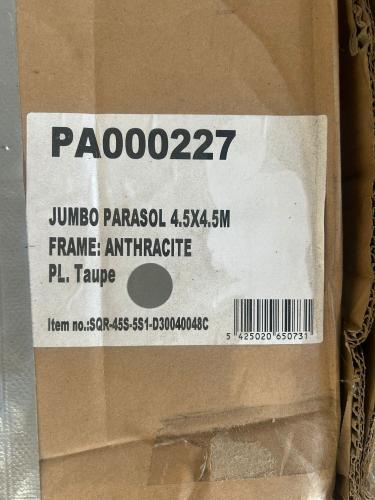 PA000227
JUMBO PARASOL 4.5X4.5M
FRAME: ANTHRACITE
PL. Taupe
Item no.:SQR-45S-5S1-D30040048C
5 425020 650731